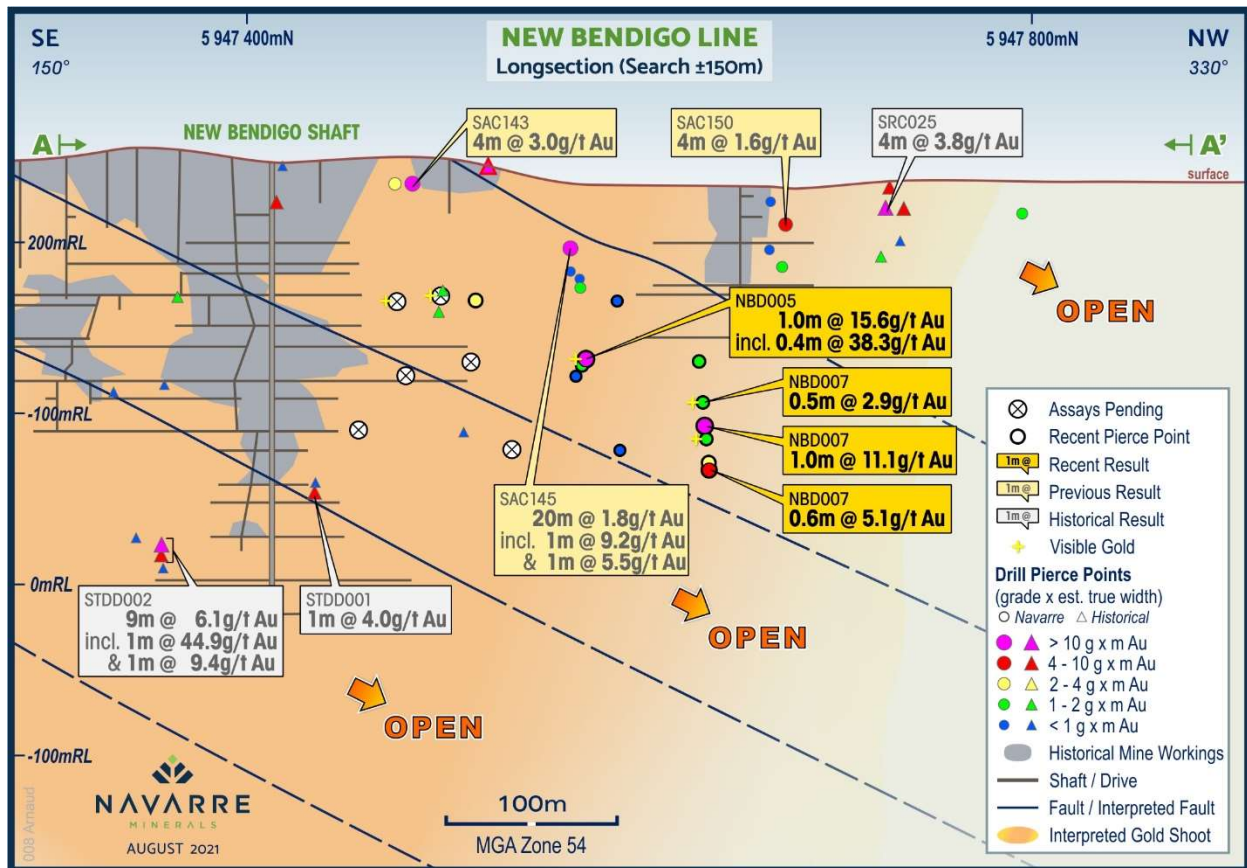 SE
150°
5 947 400mN
NEW BENDIGO LINE
Longsection (Search ±150m)
5 947 800mN
NW
330°
A
NEW BENDIGO SHAFT
SAC143
4m @ 3.0g/t Au
SAC150
4m @ 1.6g/t Au
SRC025
4m @ 3.8g/t Au
A'
surface
200mRL
OPEN
NBD005
1.0m @ 15.6g/t Au
incl. 0.4m @ 38.3g/t Au
NBD007
0.5m @ 2.9g/t Au
-100mRL
NBD007
1.0m @ 11.1g/t Au
NBD007
0.6m @ 5.1g/t Au
SAC145
20m @ 1.8g/t Au
incl. 1m @ 9.2g/t Au
& 1m @ 5.5g/t Au
0mRL
STDD002
9m @ 6.1g/t Au
incl. 1m @ 44.9g/t Au
& 1m @ 9.4g/t Au
STDD001
1m @ 4.0g/t Au
OPEN
OPEN
-100mRL
Assays Pending
Recent Pierce Point
1m @ Recent Result
1m @ Previous Result
1m @ Historical Result
Visible Gold
Drill Pierce Points
(grade x est. true width)
Navarre Historical
> 10 g x m Au
4 - 10 g x m Au
2 - 4 g x m Au
1 - 2 g x m Au
< 1 g x m Au
Historical Mine Workings
Shaft / Drive
Fault / Interpreted Fault
Interpreted Gold Shoot
NAVARRE
MINERALS
AUGUST 2021
100m
MGA Zone 54
008 Arnaud